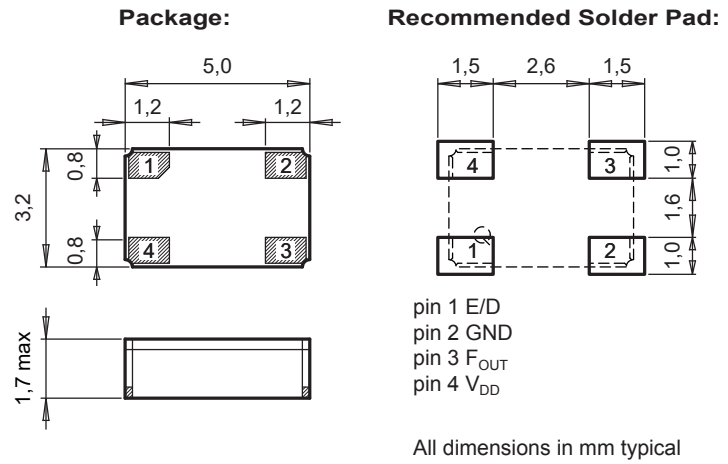 Package:
Recommended Solder Pad:
5,0
1,2 1,2
0,8
3,2
0,8
1 2
4 3
1,7 max
1,5 2,6 1,5
4 3
1 2
1,0
1,6
1,0
pin 1 E/D
pin 2 GND
pin 3 FOUT
pin 4 VDD
All dimensions in mm typical